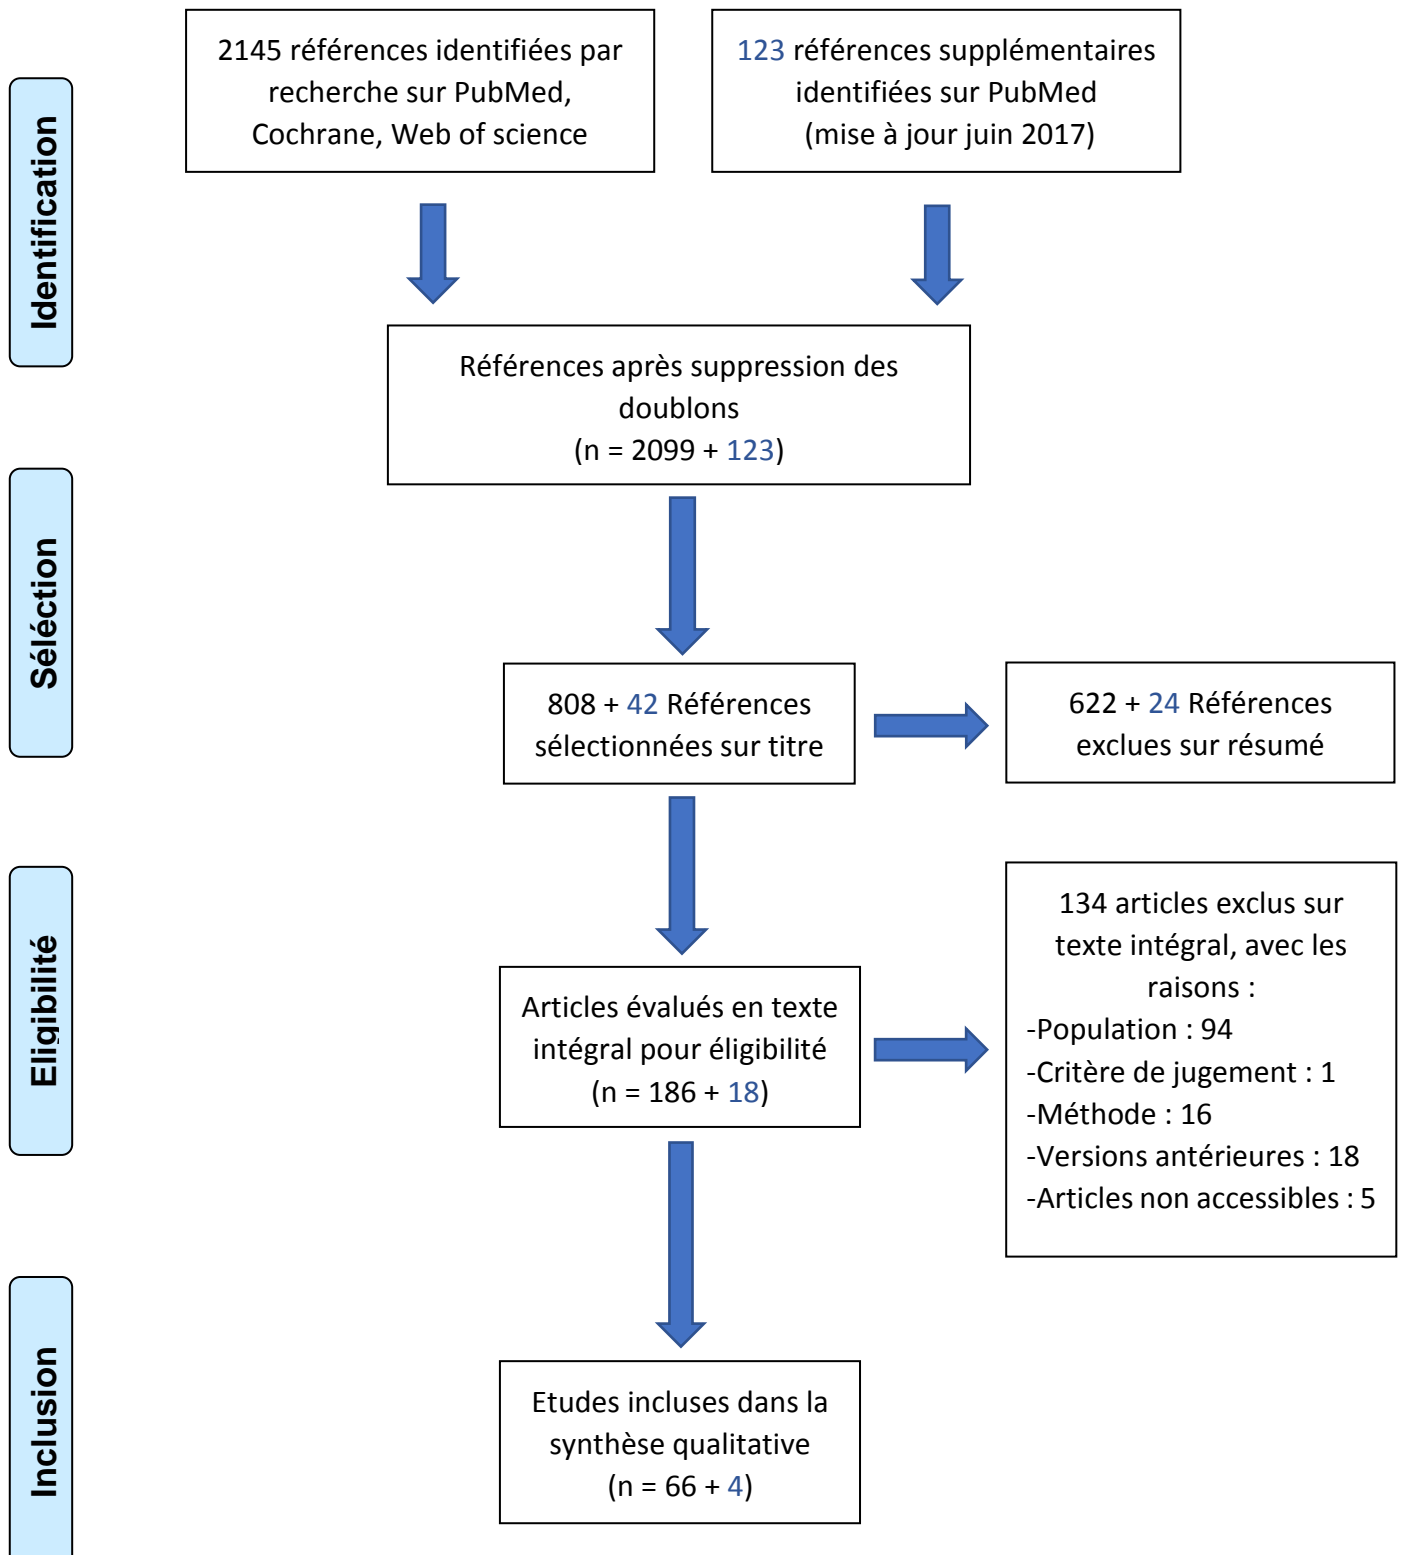 2145 références identifiées par
recherche sur PubMed,
Cochrane, Web of science
123 références supplémentaires
identifiées sur PubMed
(mise à jour juin 2017)
Identification
Références après suppression des
doublons
(n = 2099 + 123)
Séléction
808 + 42 Références
sélectionnées sur titre
622 + 24 Références
exclues sur résumé
Eligibilité
Articles évalués en texte
intégral pour éligibilité
(n = 186 + 18)
134 articles exclus sur
texte intégral, avec les
raisons :
-Population : 94
-Critère de jugement : 1
-Méthode : 16
-Versions antérieures : 18
-Articles non accessibles : 5
Inclusion
Etudes incluses dans la
synthèse qualitative
(n = 66 + 4)